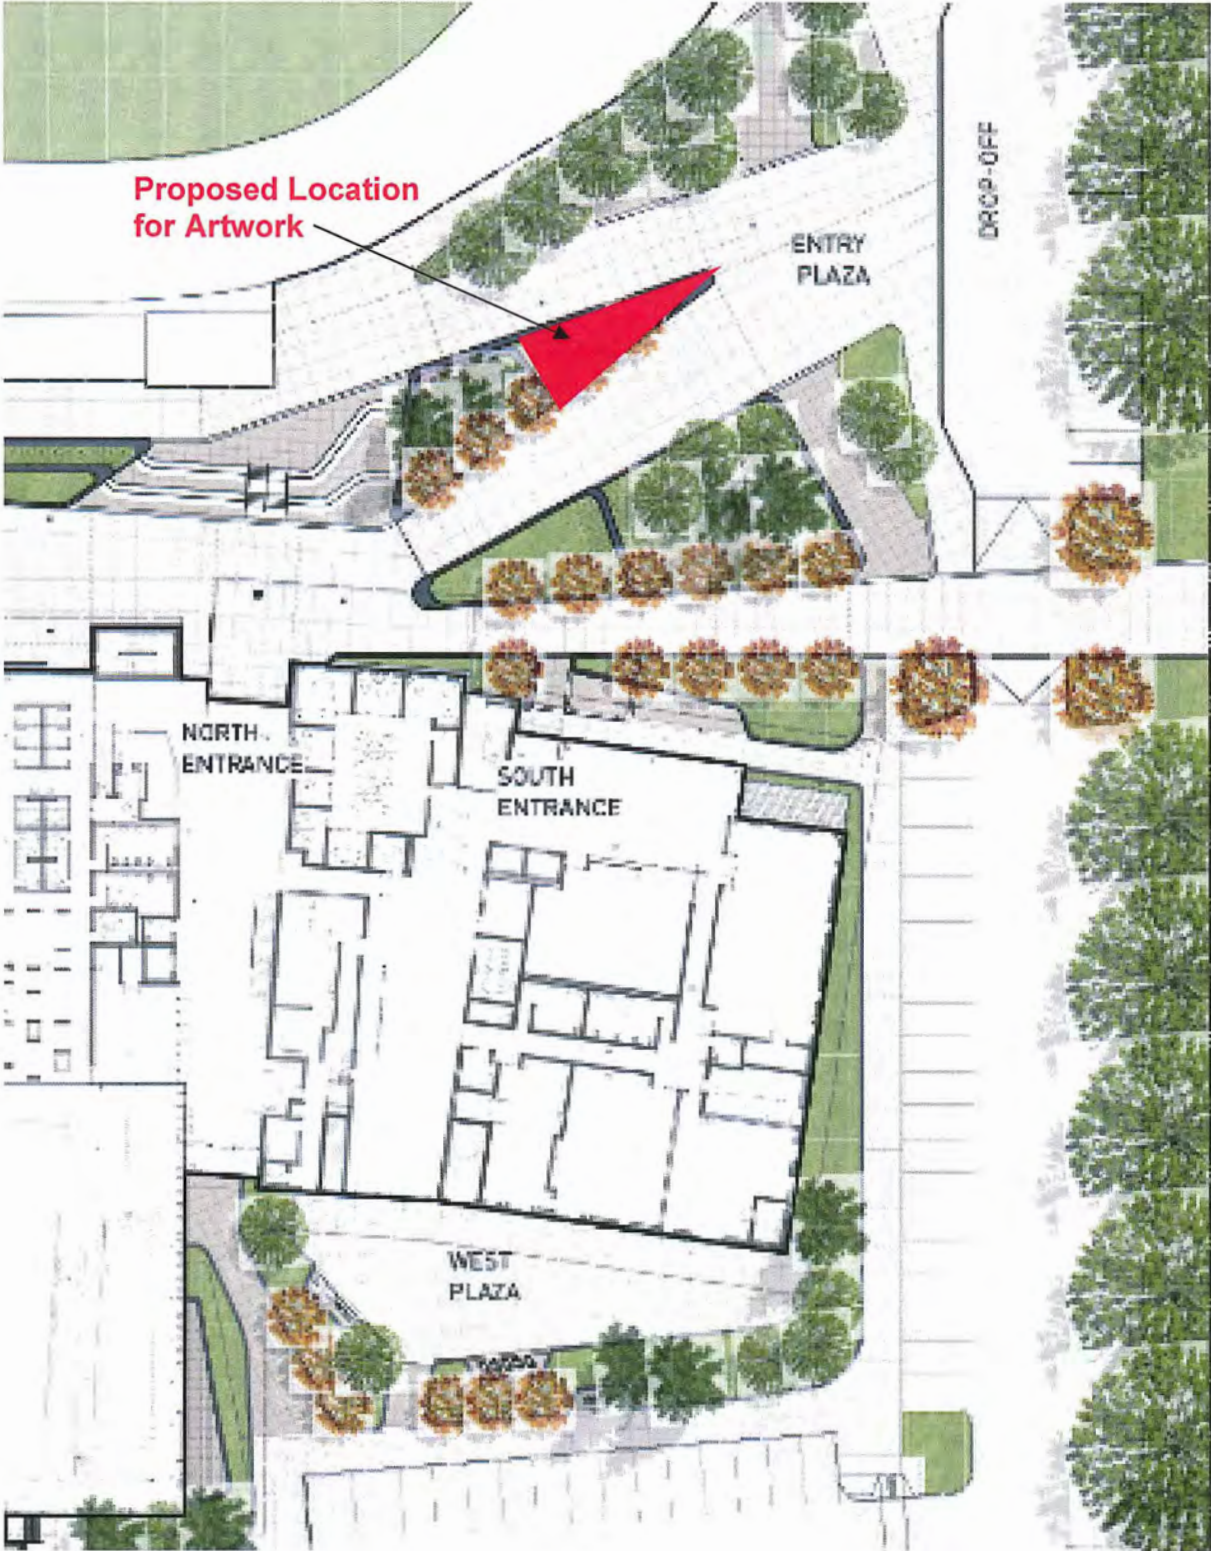 Proposed Location
for Artwork
ENTRY
PLAZA
DROP-OFF
NORTH
ENTRANCE
SOUTH
ENTRANCE
WEST
PLAZA